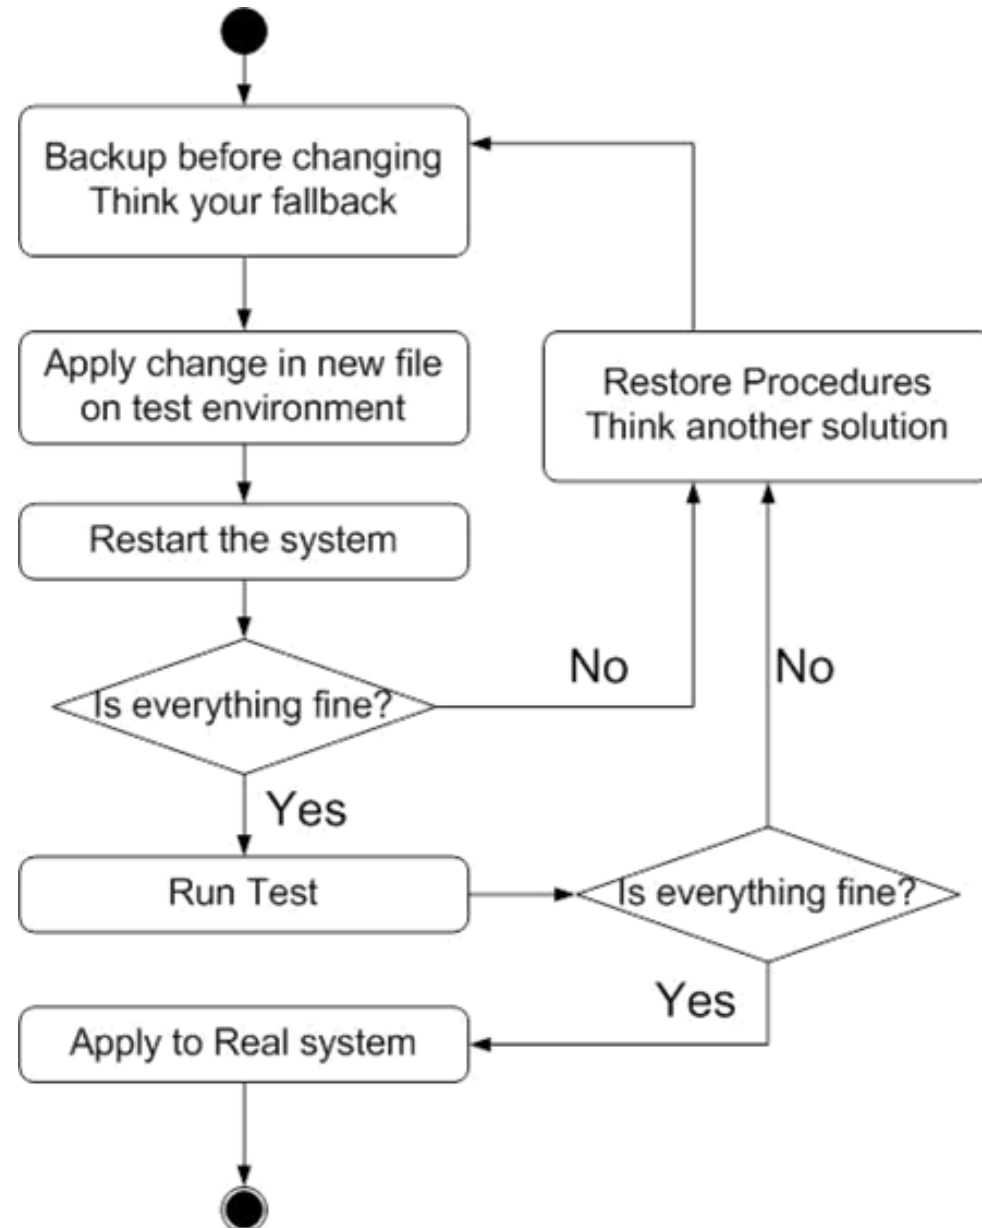 Backup before changing
Think your fallback
Apply change in new file
on test environment
Restore Procedures
Think another solution
Restart the system
Is everything fine?
No
No
Yes
Run Test
Is everything fine?
Yes
Apply to Real system